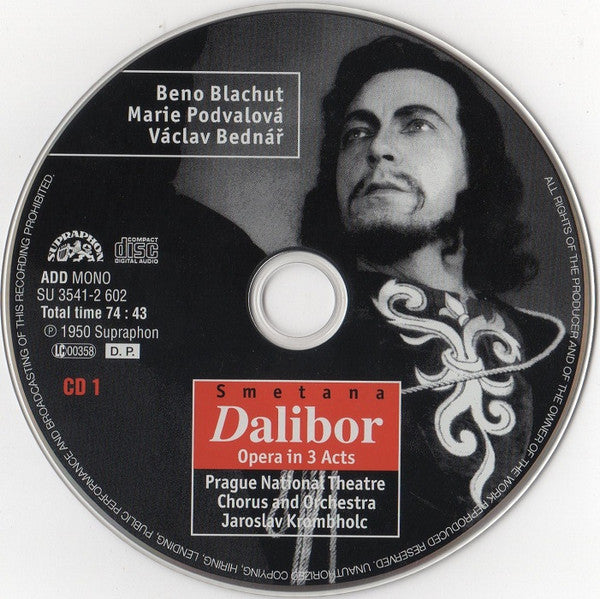 Beno Blachut
Marie Podvalová
Václav Bednář
SUPRAPHON
COMPACT
disc
DIGITAL AUDIO
ADD MONO
SU 3541-2 602
Total time 74 : 43
℗ 1950 Supraphon
LC 00358 D. P.
CD 1
Smetana
Dalibor
Opera in 3 Acts
Prague National Theatre
Chorus and Orchestra
Jaroslav Krombholc
ALL RIGHTS OF THE PRODUCER AND OF THE OWNER OF THE WORK REPRODUCED RESERVED. UNAUTHORIZED COPYING, HIRING, LENDING, PUBLIC PERFORMANCE AND BROADCASTING OF THIS RECORDING PROHIBITED.